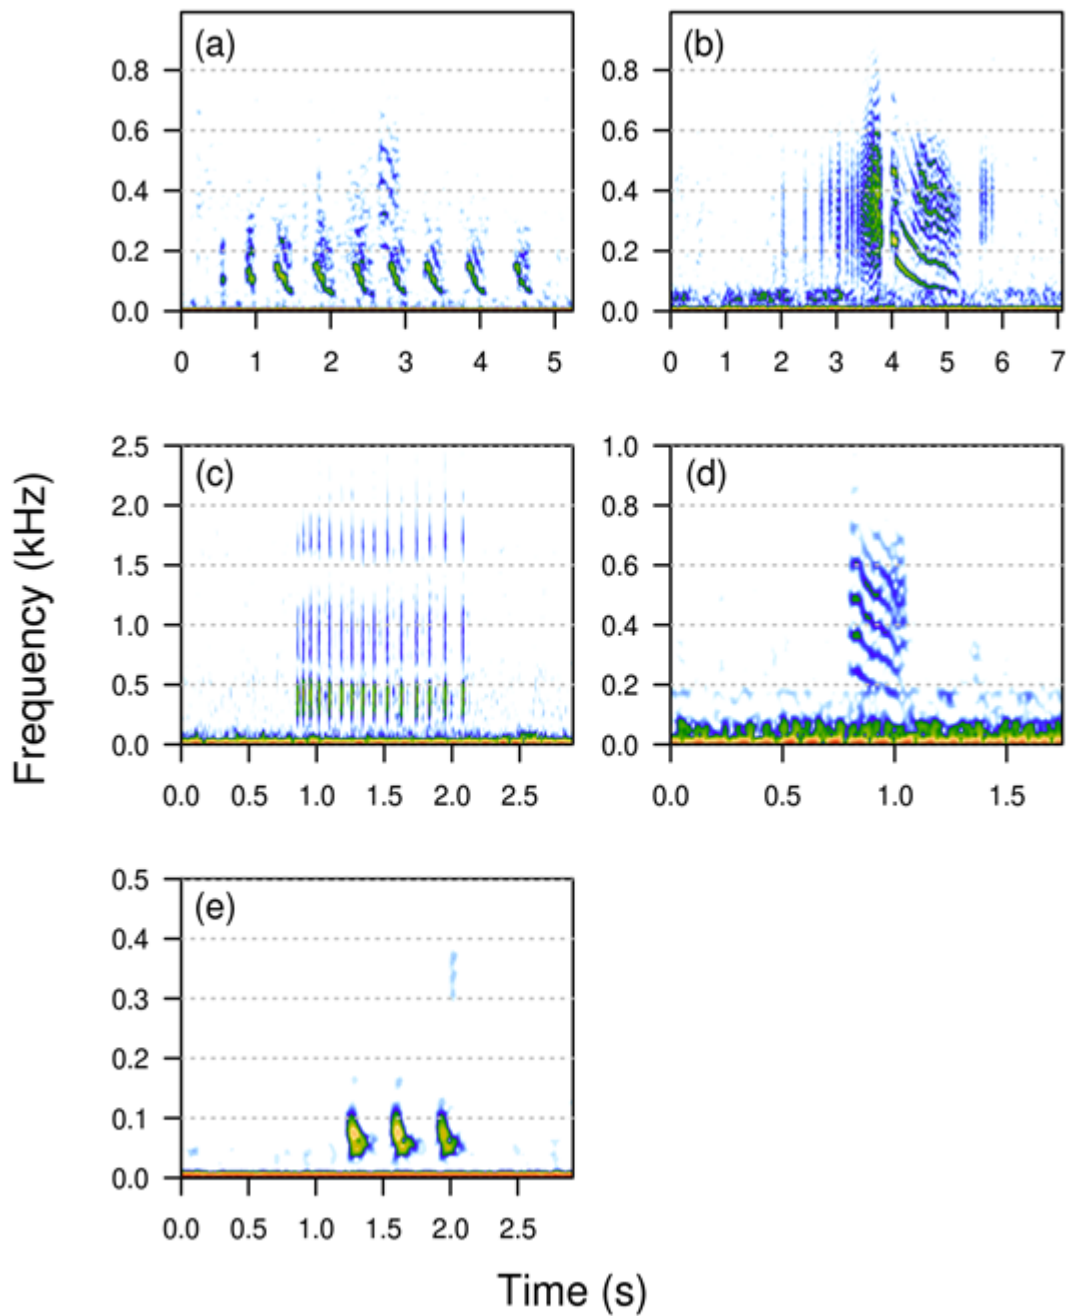 (a) (b)
0.8 0.8
0.6 0.6
0.4 0.4
0.2 0.2
0.0 0.0
0 1 2 3 4 5 0 1 2 3 4 5 6 7
2.5 (c) 1.0 (d)
2.0 0.8
1.5 0.6
1.0 0.4
0.5 0.2
0.0 0.0
0.0 0.5 1.0 1.5 2.0 2.5 0.0 0.5 1.0 1.5
Frequency (kHz)
0.5 (e)
0.4
0.3
0.2
0.1
0.0
0.0 0.5 1.0 1.5 2.0 2.5
Time (s)